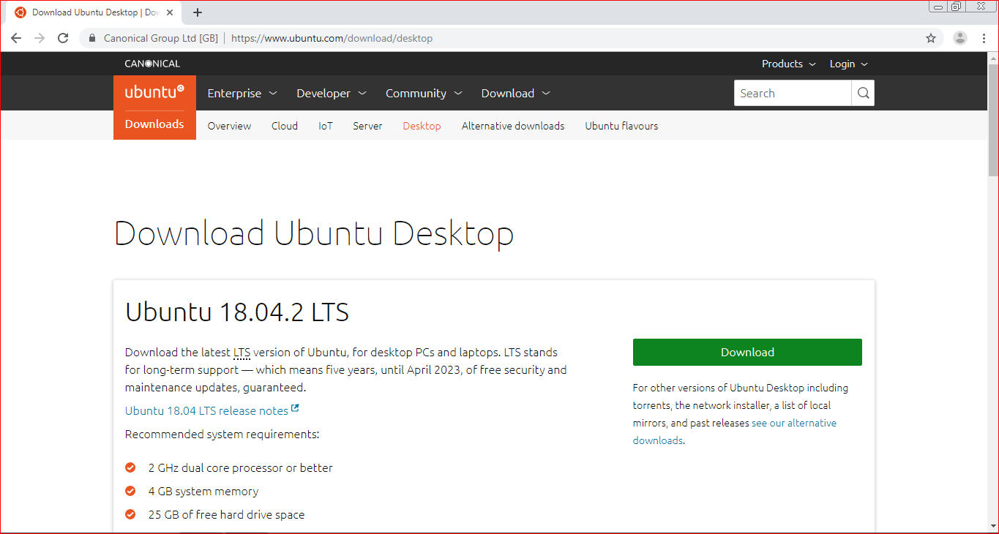 Download Ubuntu Desktop | Dow
Canonical Group Ltd [GB] | https://www.ubuntu.com/download/desktop
CANONICAL Products Login
ubuntu Enterprise Developer Community Download Search
Downloads Overview Cloud IoT Server Desktop Alternative downloads Ubuntu flavours
Download Ubuntu Desktop
Ubuntu 18.04.2 LTS
Download the latest LTS version of Ubuntu, for desktop PCs and laptops. LTS stands
for long-term support — which means five years, until April 2023, of free security and
maintenance updates, guaranteed.
Ubuntu 18.04 LTS release notes
Recommended system requirements:
2 GHz dual core processor or better
4 GB system memory
25 GB of free hard drive space
Download
For other versions of Ubuntu Desktop including
torrents, the network installer, a list of local
mirrors, and past releases see our alternative
downloads.